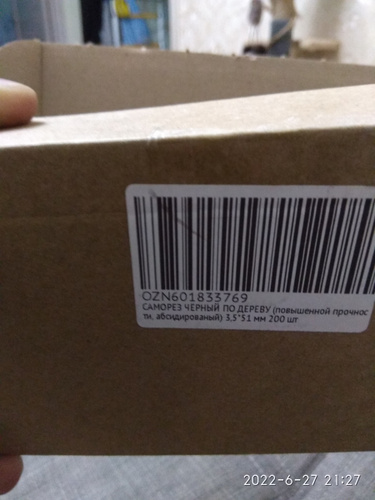 OZN601833769
САМОРЕЗ ЧЕРНЫЙ ПО ДЕРЕВУ (повышенной прочнос
ти, абсидированый) 3,5*51 мм 200 шт
2022-6-27 21:27